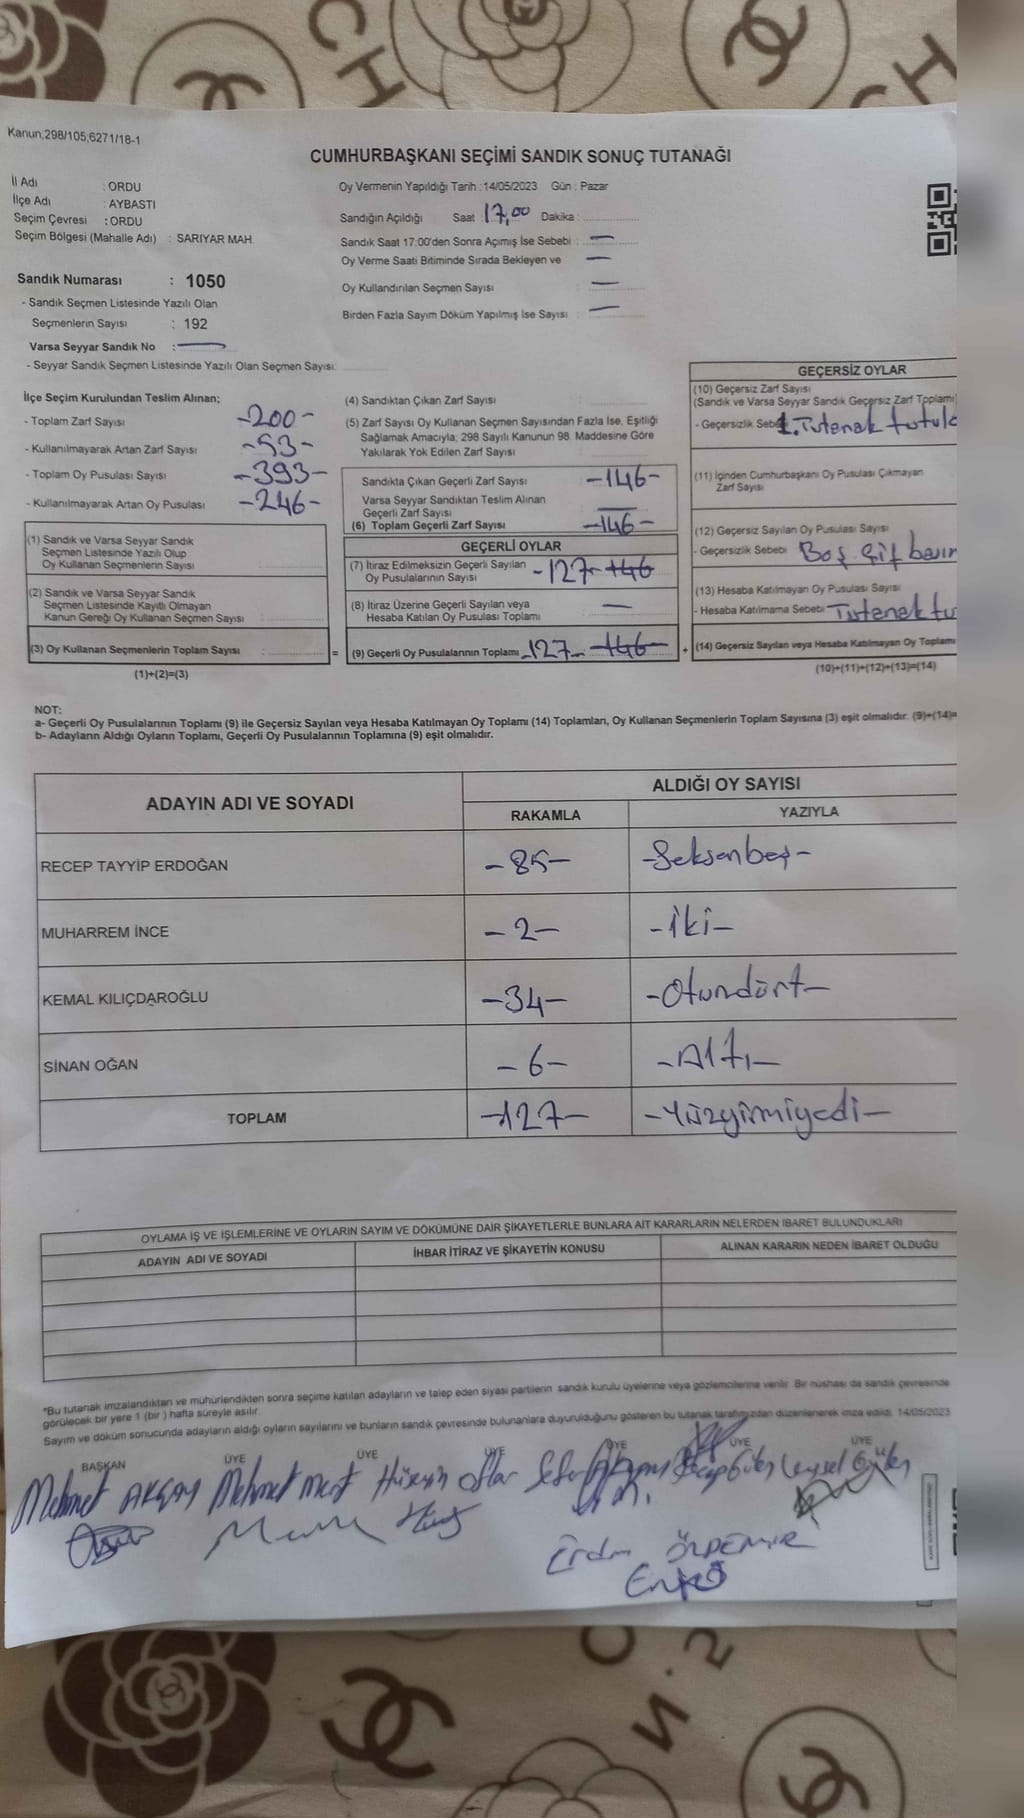 Kanun;298/105;6271/18-1
CUMHURBAŞKANI SEÇİMİ SANDIK SONUÇ TUTANAĞI
İl Adı : ORDU
İlçe Adı : AYBASTI
Seçim Çevresi : ORDU
Seçim Bölgesi (Mahalle Adı) : SARIYAR MAH.
Oy Vermenin Yapıldığı Tarih : 14/05/2023 Gün : Pazar
Sandığın Açıldığı Saat 17,00 Dakika :
Sandık Saat 17:00'den Sonra Açımış İse Sebebi : —
Oy Verme Saati Bitiminde Sırada Bekleyen ve —
Oy Kullandırılan Seçmen Sayısı : —
Birden Fazla Sayım Döküm Yapılmış İse Sayısı : —
Sandık Numarası : 1050
- Sandık Seçmen Listesinde Yazılı Olan
Seçmenlerin Sayısı : 192
Varsa Seyyar Sandık No : —
- Seyyar Sandık Seçmen Listesinde Yazılı Olan Seçmen Sayısı:
İlçe Seçim Kurulundan Teslim Alınan;
- Toplam Zarf Sayısı -200-
- Kullanılmayarak Artan Zarf Sayısı -53-
- Toplam Oy Pusulası Sayısı -393-
- Kullanılmayarak Artan Oy Pusulası -246-
(1) Sandık ve Varsa Seyyar Sandık
Seçmen Listesinde Yazılı Olup
Oy Kullanan Seçmenlerin Sayısı :
(2) Sandık ve Varsa Seyyar Sandık
Seçmen Listesinde Kayıtlı Olmayan
Kanun Gereği Oy Kullanan Seçmen Sayısı :
(3) Oy Kullanan Seçmenlerin Toplam Sayısı :
(1)+(2)=(3)
(4) Sandıktan Çıkan Zarf Sayısı
(5) Zarf Sayısı Oy Kullanan Seçmen Sayısından Fazla İse, Eşitliği
Sağlamak Amacıyla; 298 Sayılı Kanunun 98. Maddesine Göre
Yakılarak Yok Edilen Zarf Sayısı :
Sandıkta Çıkan Geçerli Zarf Sayısı -146-
Varsa Seyyar Sandıktan Teslim Alınan
Geçerli Zarf Sayısı —
(6) Toplam Geçerli Zarf Sayısı -146-
GEÇERLİ OYLAR
(7) İtiraz Edilmeksizin Geçerli Sayılan
Oy Pusulalarının Sayısı -127- 146
(8) İtiraz Üzerine Geçerli Sayılan veya —
Hesaba Katılan Oy Pusulası Toplamı
= (9) Geçerli Oy Pusulalarının Toplamı -127- 146 +
GEÇERSİZ OYLAR
(10) Geçersiz Zarf Sayısı
(Sandık ve Varsa Seyyar Sandık Geçersiz Zarf Toplamı)
- Geçersizlik Sebebi 1. Tutanak tutul
(11) İçinden Cumhurbaşkanı Oy Pusulası Çıkmayan
Zarf Sayısı
(12) Geçersiz Sayılan Oy Pusulası Sayısı
- Geçersizlik Sebebi Boş Çift basım
(13) Hesaba Katılmayan Oy Pusulası Sayısı
- Hesaba Katılmama Sebebi Tutanak tu
(14) Geçersiz Sayılan veya Hesaba Katılmayan Oy Toplamı
(10)+(11)+(12)+(13)=(14)
NOT:
a- Geçerli Oy Pusulalarının Toplamı (9) ile Geçersiz Sayılan veya Hesaba Katılmayan Oy Toplamı (14) Toplamları, Oy Kullanan Seçmenlerin Toplam Sayısına (3) eşit olmalıdır. (9)+(14)=
b- Adayların Aldığı Oyların Toplamı, Geçerli Oy Pusulalarının Toplamına (9) eşit olmalıdır.
ADAYIN ADI VE SOYADI
ALDIĞI OY SAYISI
RAKAMLA YAZIYLA
RECEP TAYYİP ERDOĞAN -85- -Seksenbeş-
MUHARREM İNCE -2- -İki-
KEMAL KILIÇDAROĞLU -34- -Otuzdört-
SİNAN OĞAN -6- -Altı-
TOPLAM -127- -Yüzyirmiyedi-
OYLAMA İŞ VE İŞLEMLERİNE VE OYLARIN SAYIM VE DÖKÜMÜNE DAİR ŞİKAYETLERLE BUNLARA AİT KARARLARIN NELERDEN İBARET BULUNDUKLARI
ADAYIN ADI VE SOYADI İHBAR İTİRAZ VE ŞİKAYETİN KONUSU ALINAN KARARIN NEDEN İBARET OLDUĞU
*Bu tutanak imzalandıktan ve mühürlendikten sonra seçime katılan adayların ve talep eden siyasi partilerin sandık kurulu üyelerine veya gözlemcilerine verilir. Bir nüshası da sandık çevresinde
görülecek bir yere 1 (bir ) hafta süreyle asılır.
Sayım ve döküm sonucunda adayların aldığı oyların sayılarını ve bunların sandık çevresinde bulunanlara duyurulduğunu gösteren bu tutanak tarafımızdan düzenlenerek imza edildi. 14/05/2023
BAŞKAN ÜYE ÜYE ÜYE ÜYE ÜYE ÜYE
Mehmet AKÇAY Mehmet Mert Hüseyin Sefer Recep Güler Veysel Güler
ÖZDEMİR